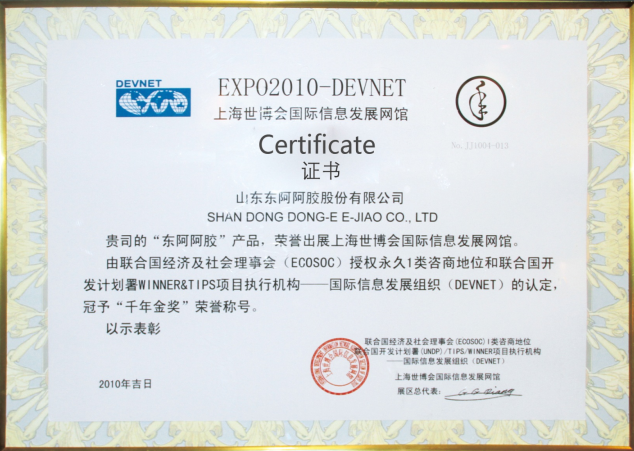 DEVNET
EXPO2010-DEVNET
上海世博会国际信息发展网馆
Certificate
证书
No.331004-013
山东东阿阿胶股份有限公司
SHAN DONG DONG-E E-JIAO CO., LTD
贵司的“东阿阿胶”产品，荣誉出展上海世博会国际信息发展网馆。
由联合国经济及社会理事会（ECOSOC）授权永久1类咨商地位和联合国开
发计划署WINNER&TIPS项目执行机构——国际信息发展组织（DEVNET）的认定，
冠予“千年金奖”荣誉称号。
以示表彰
联合国经济及社会理事会(ECOSOC)I类咨商地位
联合国开发计划署(UNDP)/TIPS/WINNER项目执行机构
——国际信息发展组织（DEVNET）
上海世博会国际信息发展网馆
展区总代表：
2010年吉日